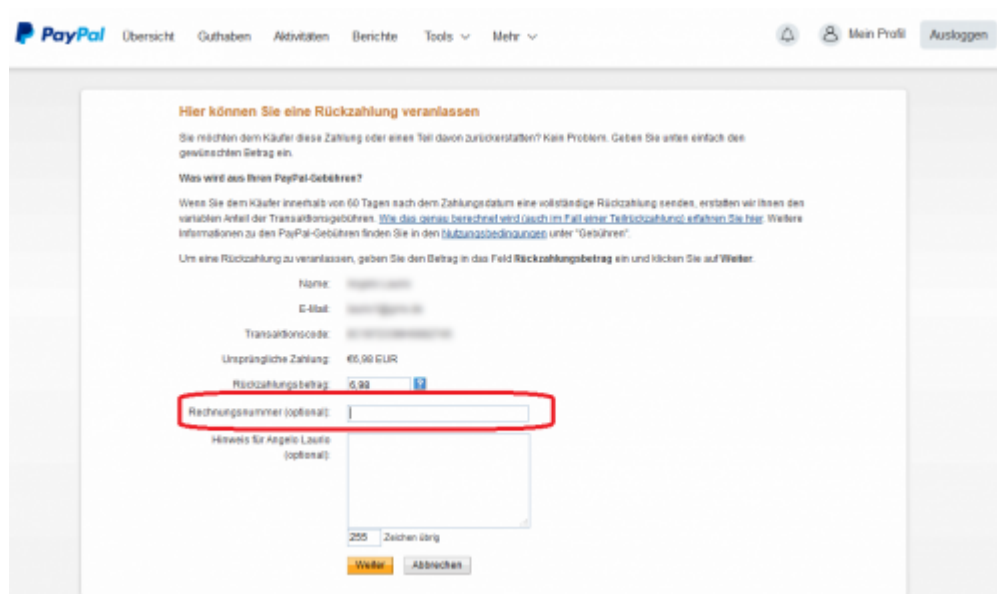 PayPal Übersicht Guthaben Aktivitäten Berichte Tools Mehr Mein Profil Ausloggen
Hier können Sie eine Rückzahlung veranlassen
Sie möchten dem Käufer diese Zahlung oder einen Teil davon zurückerstatten? Kein Problem. Geben Sie unten einfach den
gewünschten Betrag ein.
Was wird aus Ihren PayPal-Gebühren?
Wenn Sie dem Käufer innerhalb von 60 Tagen nach dem Zahlungsdatum eine vollständige Rückzahlung senden, erstatten wir Ihnen den
variablen Anteil der Transaktionsgebühren. Wie das genau berechnet wird (auch im Fall einer Teilrückzahlung) erfahren Sie hier. Weitere
Informationen zu den PayPal-Gebühren finden Sie in den Nutzungsbedingungen unter "Gebühren".
Um eine Rückzahlung zu veranlassen, geben Sie den Betrag in das Feld Rückzahlungsbetrag ein und klicken Sie auf Weiter.
Name:
E-Mail:
Transaktionscode:
Ursprüngliche Zahlung: €6,98 EUR
Rückzahlungsbetrag: 6,98 ?
Rechnungsnummer (optional):
Hinweis für Angelo Laurio
(optional):
255 Zeichen übrig
Weiter Abbrechen